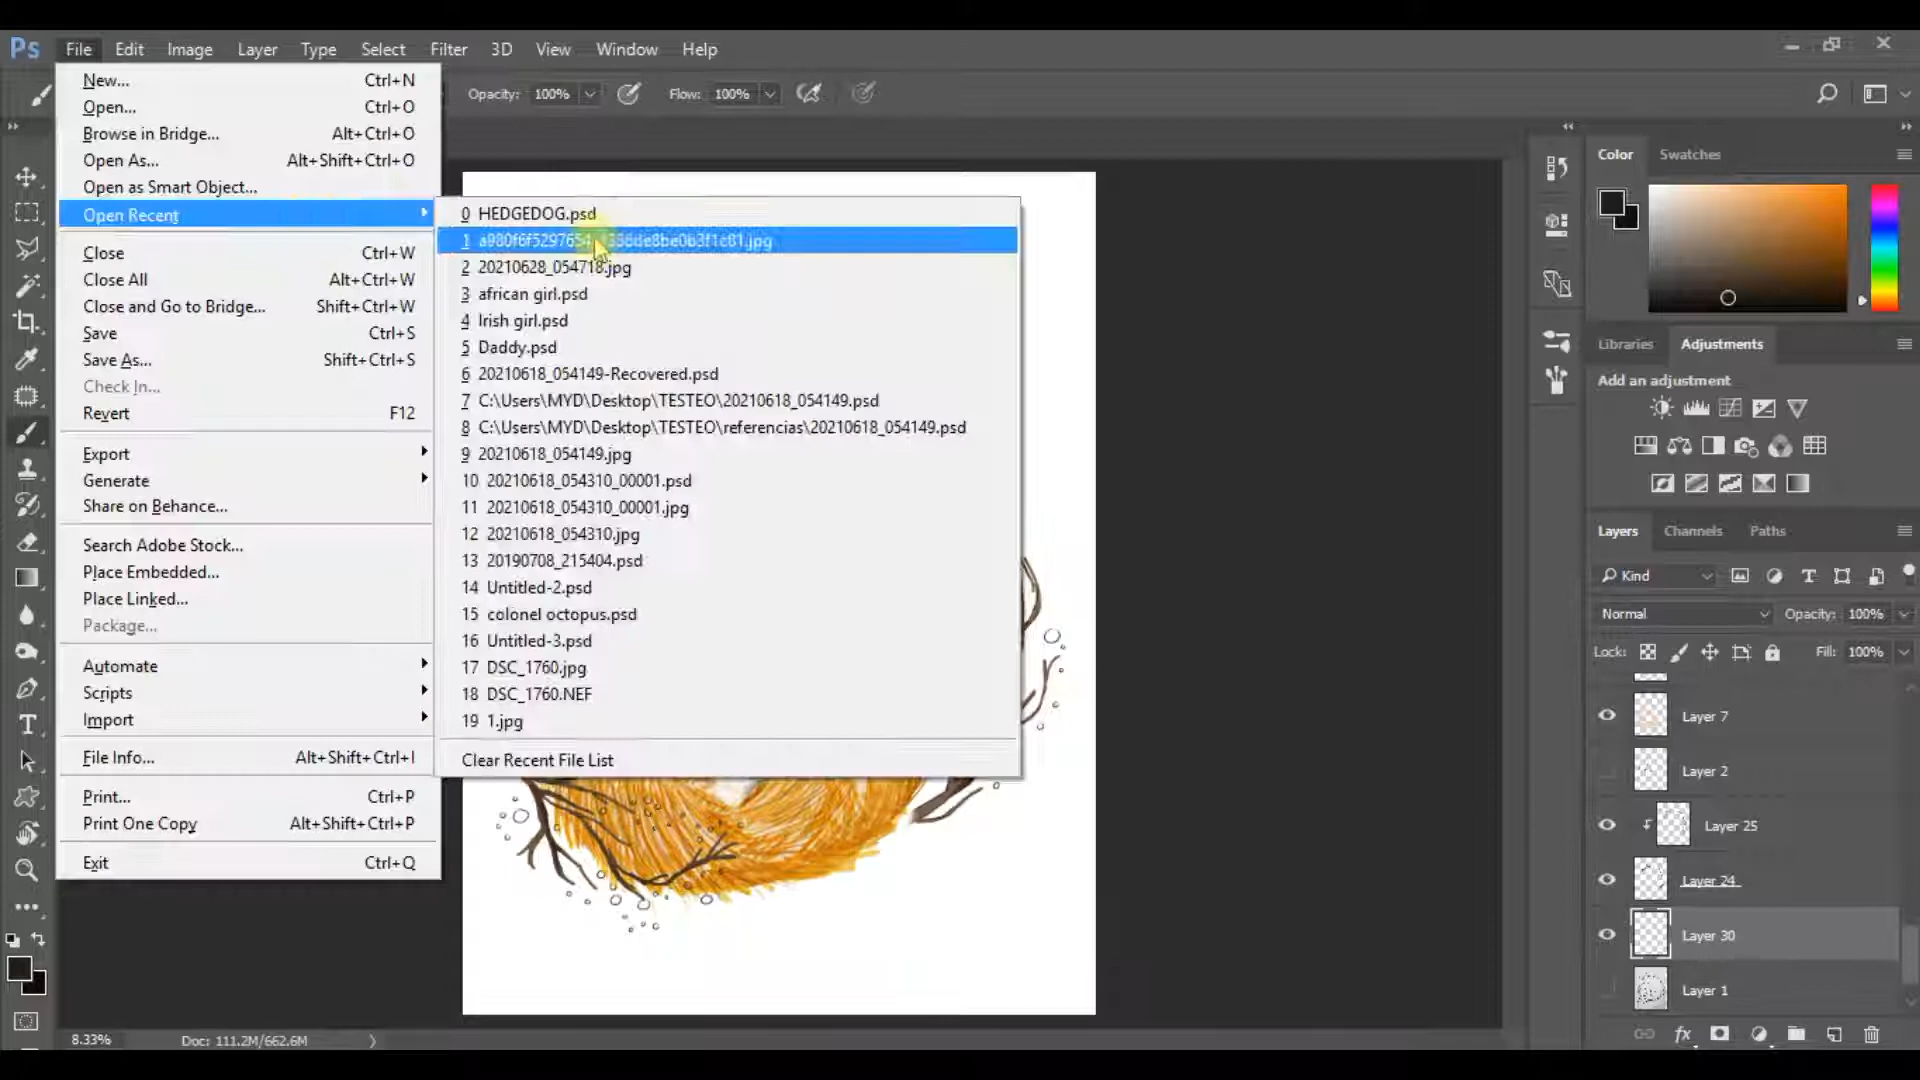 Ps File Edit Image Layer Type Select Filter 3D View Window Help
Opacity: 100% Flow: 100%
New... Ctrl+N
Open... Ctrl+O
Browse in Bridge... Alt+Ctrl+O
Open As... Alt+Shift+Ctrl+O
Open as Smart Object...
Open Recent
Close Ctrl+W
Close All Alt+Ctrl+W
Close and Go to Bridge... Shift+Ctrl+W
Save Ctrl+S
Save As... Shift+Ctrl+S
Check In...
Revert F12
Export
Generate
Share on Behance...
Search Adobe Stock...
Place Embedded...
Place Linked...
Package...
Automate
Scripts
Import
File Info... Alt+Shift+Ctrl+I
Print... Ctrl+P
Print One Copy Alt+Shift+Ctrl+P
Exit Ctrl+Q
0 HEDGEDOG.psd
1
2 20210628_054718.jpg
3 african girl.psd
4 Irish girl.psd
5 Daddy.psd
6 20210618_054149-Recovered.psd
7 C:\Users\MYD\Desktop\TESTEO\20210618_054149.psd
8 C:\Users\MYD\Desktop\TESTEO\referencias\20210618_054149.psd
9 20210618_054149.jpg
10 20210618_054310_00001.psd
11 20210618_054310_00001.jpg
12 20210618_054310.jpg
13 20190708_215404.psd
14 Untitled-2.psd
15 colonel octopus.psd
16 Untitled-3.psd
17 DSC_1760.jpg
18 DSC_1760.NEF
19 1.jpg
Clear Recent File List
Color Swatches
Libraries Adjustments
Add an adjustment
Layers Channels Paths
Kind
Normal Opacity: 100%
Lock: Fill: 100%
Layer 7
Layer 2
Layer 25
Layer 24
Layer 30
Layer 1
fx
8.33% Doc: 111.2M/662.6M